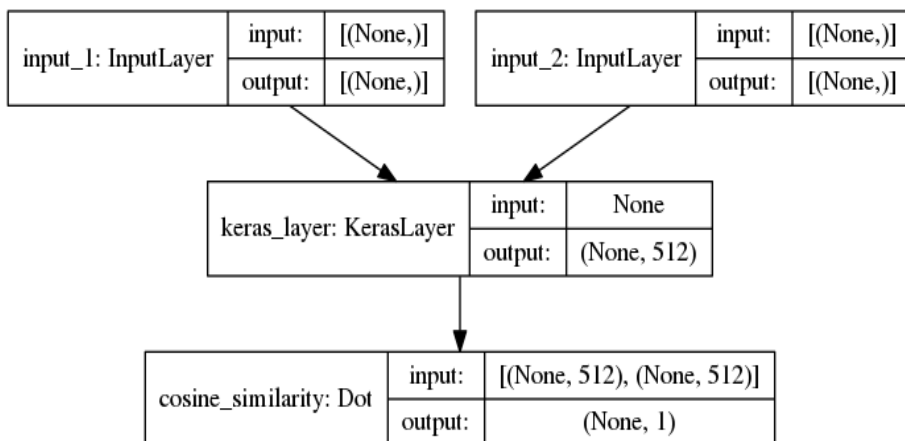 input_1: InputLayer
input: [(None,)]
output: [(None,)]
input_2: InputLayer
input: [(None,)]
output: [(None,)]
keras_layer: KerasLayer
input: None
output: (None, 512)
cosine_similarity: Dot
input: [(None, 512), (None, 512)]
output: (None, 1)